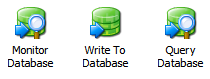 Monitor Database
Write To Database
Query Database